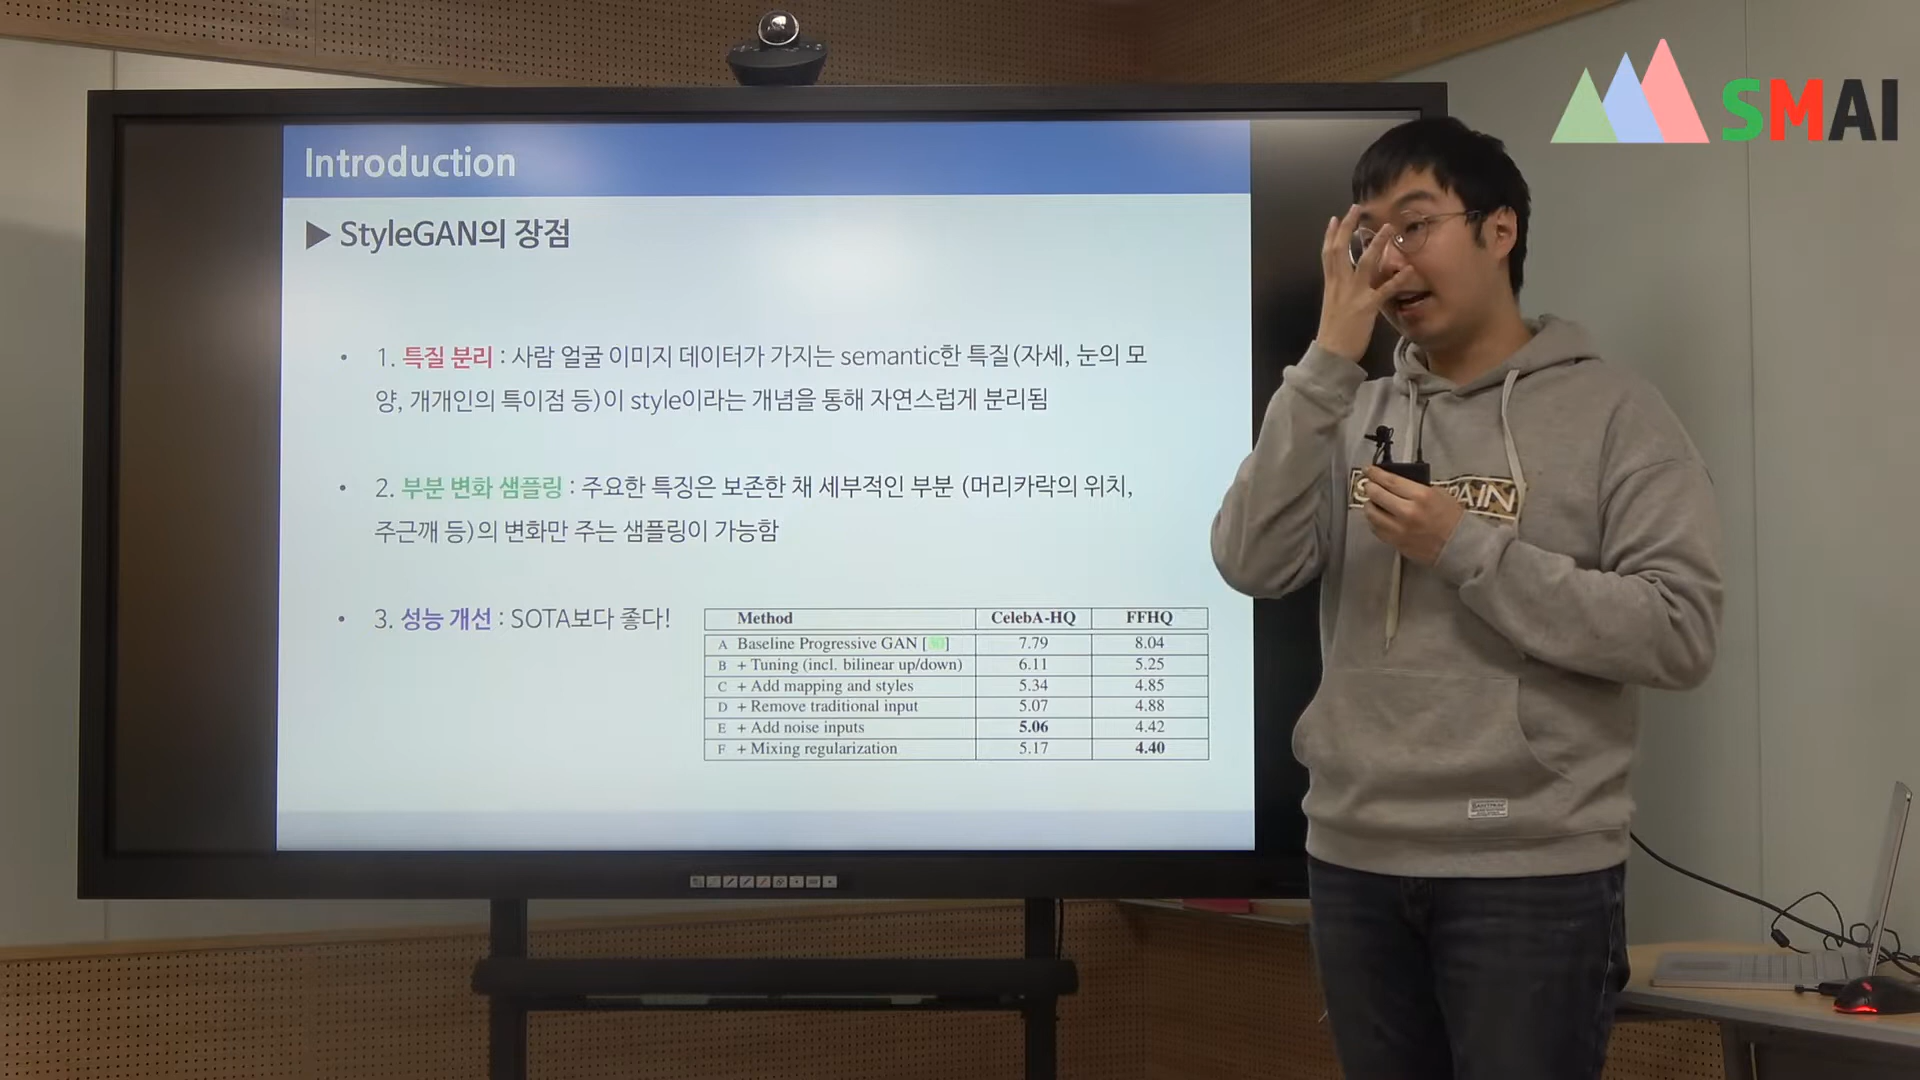 SMAI
Introduction
▶ StyleGAN의 장점
• 1. 특질 분리 : 사람 얼굴 이미지 데이터가 가지는 semantic한 특질(자세, 눈의 모
양, 개개인의 특이점 등)이 style이라는 개념을 통해 자연스럽게 분리됨
• 2. 부분 변화 샘플링 : 주요한 특징은 보존한 채 세부적인 부분 (머리카락의 위치,
주근깨 등)의 변화만 주는 샘플링이 가능함
• 3. 성능 개선 : SOTA보다 좋다!
Method CelebA-HQ FFHQ
A Baseline Progressive GAN [ ] 7.79 8.04
B + Tuning (incl. bilinear up/down) 6.11 5.25
C + Add mapping and styles 5.34 4.85
D + Remove traditional input 5.07 4.88
E + Add noise inputs 5.06 4.42
F + Mixing regularization 5.17 4.40